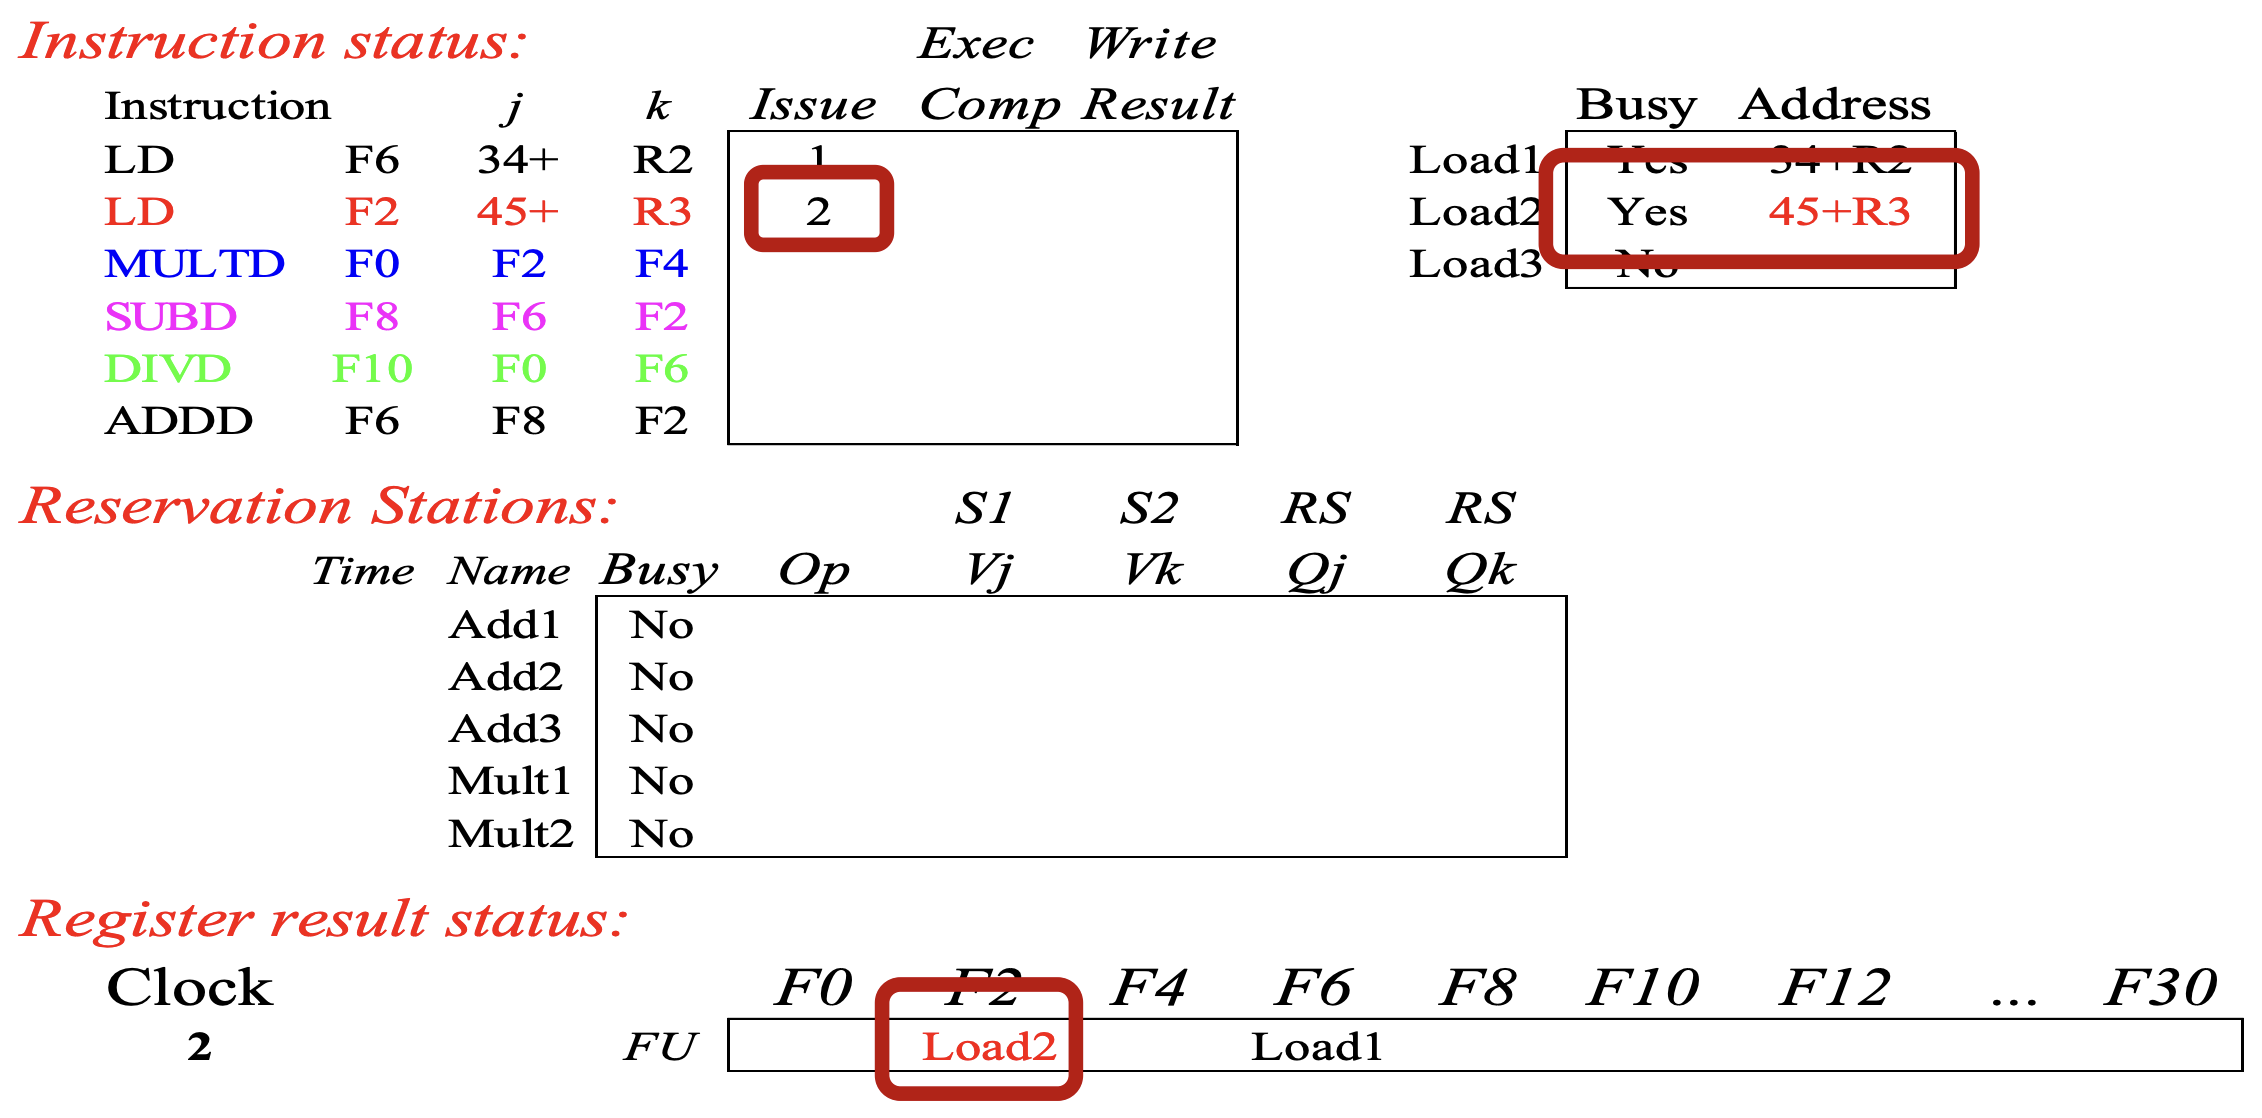 Instruction status: Exec Write
Instruction j k Issue Comp Result Busy Address
LD F6 34+ R2 1 Load1 Yes 34+R2
LD F2 45+ R3 2 Load2 Yes 45+R3
MULTD F0 F2 F4 Load3 No
SUBD F8 F6 F2
DIVD F10 F0 F6
ADDD F6 F8 F2
Reservation Stations: S1 S2 RS RS
Time Name Busy Op Vj Vk Qj Qk
Add1 No
Add2 No
Add3 No
Mult1 No
Mult2 No
Register result status:
Clock F0 F2 F4 F6 F8 F10 F12 ... F30
2 FU Load2 Load1